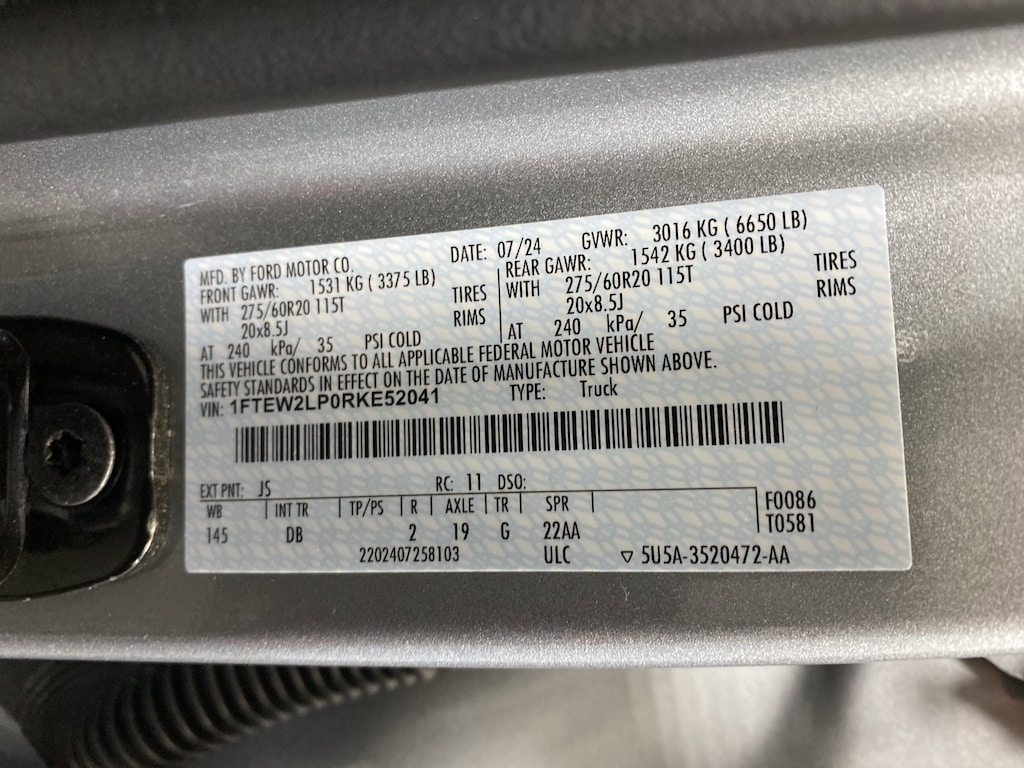 MFD. BY FORD MOTOR CO. DATE: 07/24 GVWR: 3016 KG ( 6650 LB)
FRONT GAWR: 1531 KG ( 3375 LB) REAR GAWR: 1542 KG ( 3400 LB)
WITH 275/60R20 115T TIRES WITH 275/60R20 115T TIRES
20x8.5J RIMS 20x8.5J RIMS
AT 240 kPa/ 35 PSI COLD AT 240 kPa/ 35 PSI COLD
THIS VEHICLE CONFORMS TO ALL APPLICABLE FEDERAL MOTOR VEHICLE
SAFETY STANDARDS IN EFFECT ON THE DATE OF MANUFACTURE SHOWN ABOVE.
VIN: 1FTEW2LP0RKE52041 TYPE: Truck
EXT PNT: JS RC: 11 DSO:
WB INT TR TP/PS R AXLE TR SPR F0086
145 DB 2 19 G 22AA T0581
2202407258103 ULC ▽ 5U5A-3520472-AA